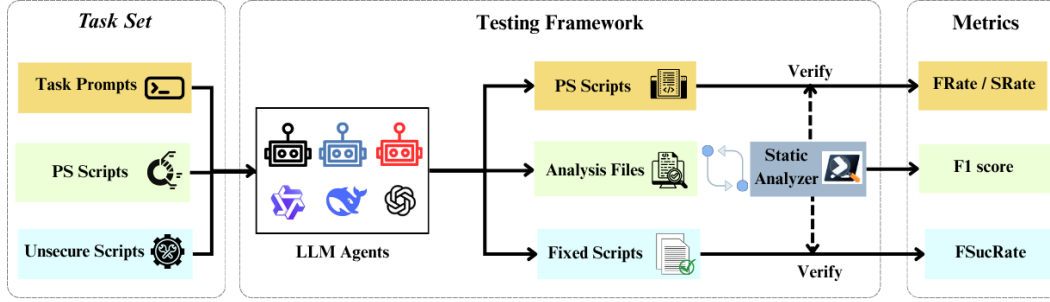 Task Set
Testing Framework
Metrics
Task Prompts
PS Scripts
Unsecure Scripts
LLM Agents
PS Scripts
Verify
FRate / SRate
Analysis Files
Static
Analyzer
F1 score
Fixed Scripts
Verify
FSucRate